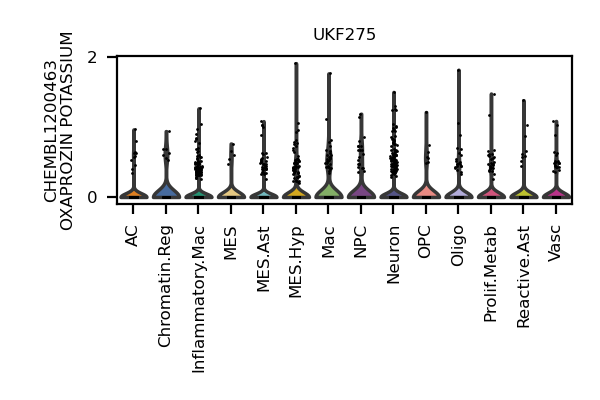 UKF275
CHEMBL1200463
OXAPROZIN POTASSIUM
2
0
AC
Chromatin.Reg
Inflammatory.Mac
MES
MES.Ast
MES.Hyp
Mac
NPC
Neuron
OPC
Oligo
Prolif.Metab
Reactive.Ast
Vasc